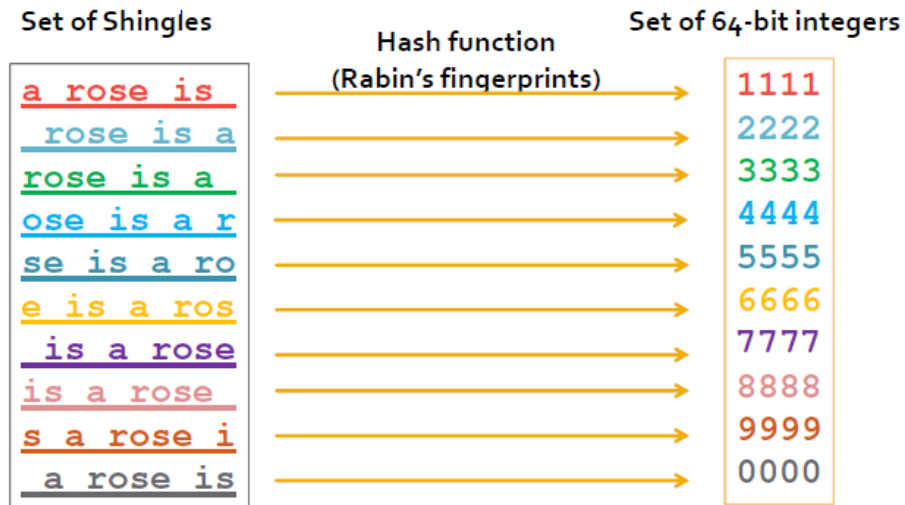 Set of Shingles
Hash function
(Rabin's fingerprints)
Set of 64-bit integers
a rose is 
 rose is a
rose is a 
ose is a r
se is a ro
e is a ros
 is a rose
is a rose 
s a rose i
 a rose is
1111
2222
3333
4444
5555
6666
7777
8888
9999
0000